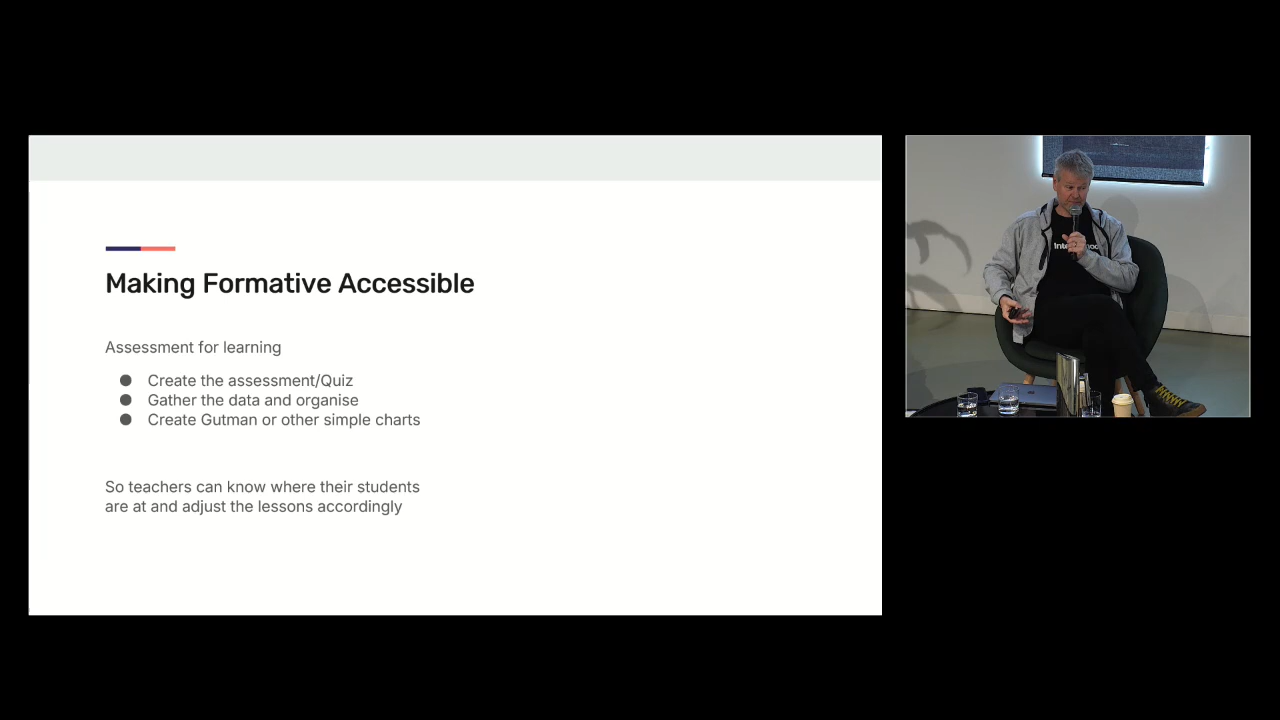 Making Formative Accessible
Assessment for learning
● Create the assessment/Quiz
● Gather the data and organise
● Create Gutman or other simple charts
So teachers can know where their students
are at and adjust the lessons accordingly